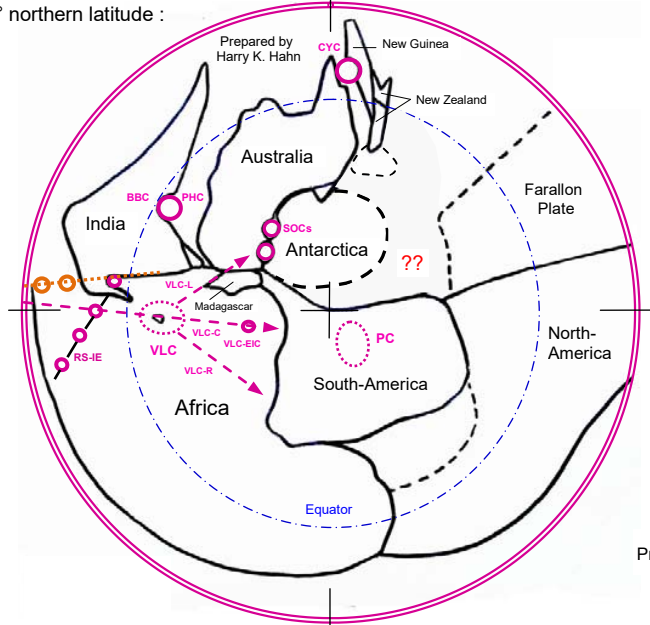 ° northern latitude :
Prepared by
Harry K. Hahn
CYC
New Guinea
New Zealand
Australia
Farallon
Plate
BBC
PHC
India
SOCs
Antarctica
??
VLC-L
Madagascar
VLC
VLC-C
VLC-EIC
PC
North-
America
RS-IE
VLC-R
South-America
Africa
Equator
Pr